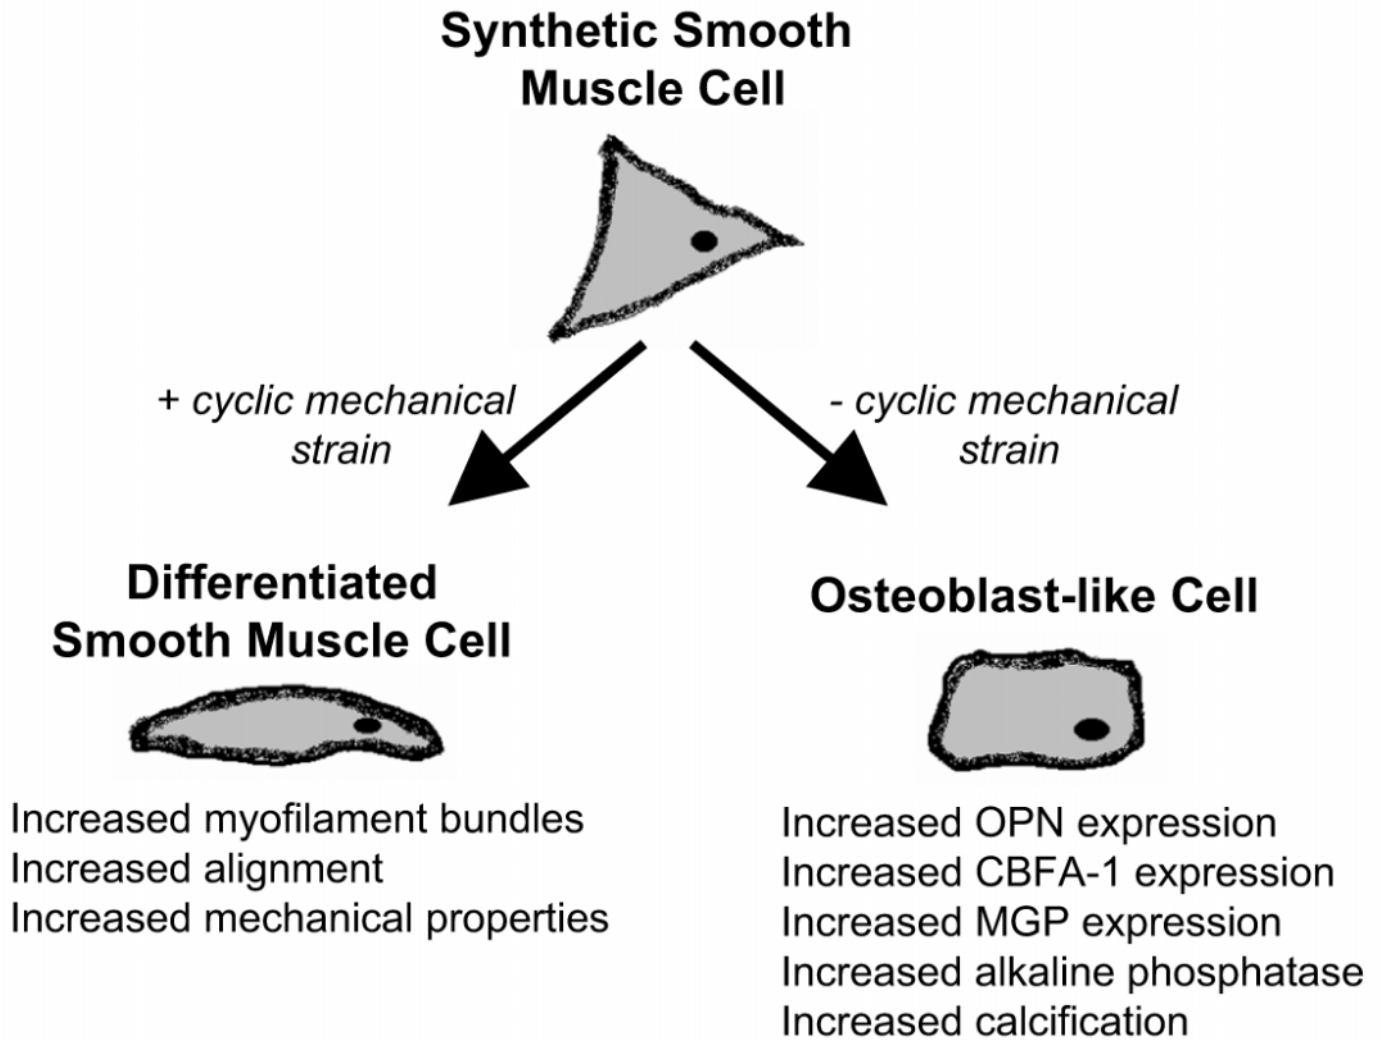 Synthetic Smooth
Muscle Cell
+ cyclic mechanical
strain
- cyclic mechanical
strain
Differentiated
Smooth Muscle Cell
Increased myofilament bundles
Increased alignment
Increased mechanical properties
Osteoblast-like Cell
Increased OPN expression
Increased CBFA-1 expression
Increased MGP expression
Increased alkaline phosphatase
Increased calcification